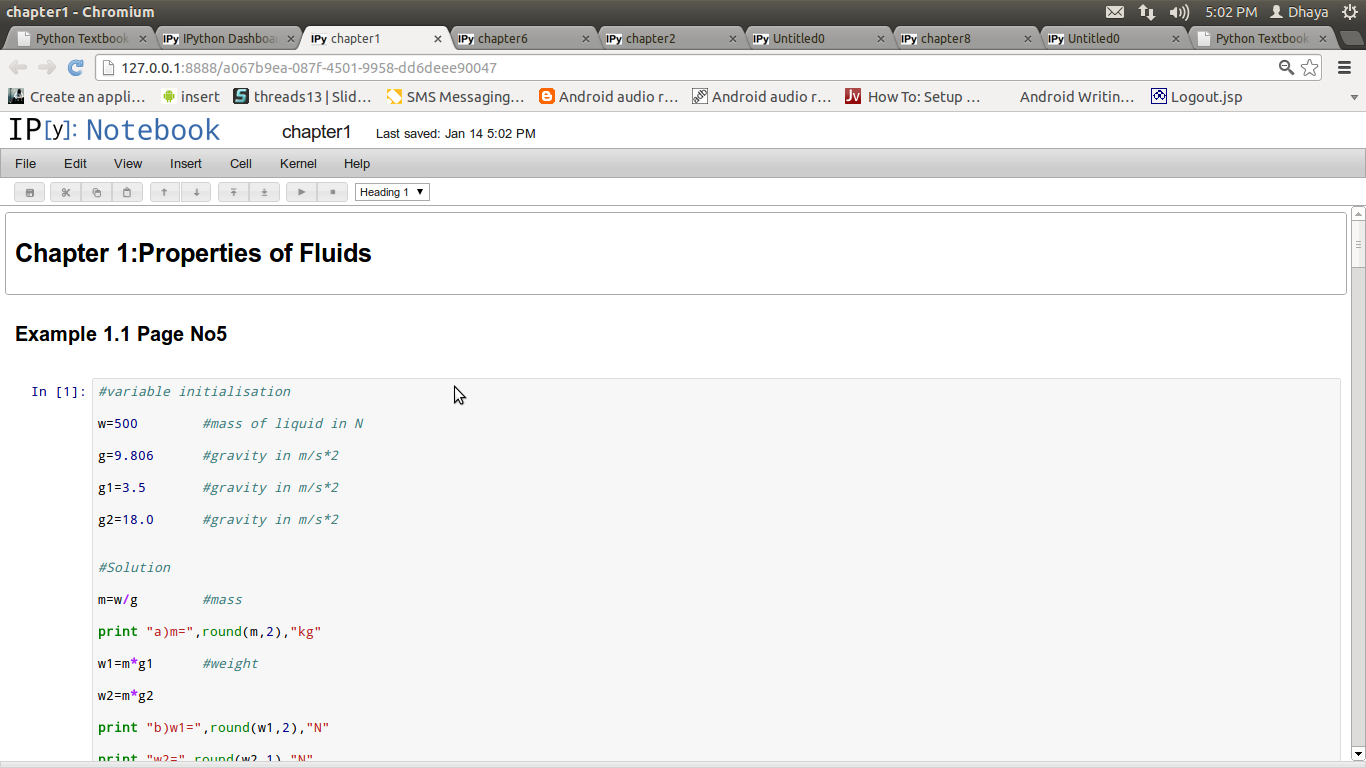 chapter1 - Chromium 5:02 PM Dhaya
Python Textbook IPy IPython Dashboa IPy chapter1 IPy chapter6 IPy chapter2 IPy Untitled0 IPy chapter8 IPy Untitled0 Python Textbook
127.0.0.1:8888/a067b9ea-087f-4501-9958-dd6deee90047
Create an appli... insert threads13 | Slid... SMS Messaging... Android audio r... Android audio r... How To: Setup ... Android Writin... Logout.jsp
IP[y]: Notebook chapter1 Last saved: Jan 14 5:02 PM
File Edit View Insert Cell Kernel Help
Heading 1
Chapter 1:Properties of Fluids
Example 1.1 Page No5
In [1]: #variable initialisation
w=500 #mass of liquid in N
g=9.806 #gravity in m/s*2
g1=3.5 #gravity in m/s*2
g2=18.0 #gravity in m/s*2
#Solution
m=w/g #mass
print "a)m=",round(m,2),"kg"
w1=m*g1 #weight
w2=m*g2
print "b)w1=",round(w1,2),"N"
print "w2=",round(w2,1),"N"